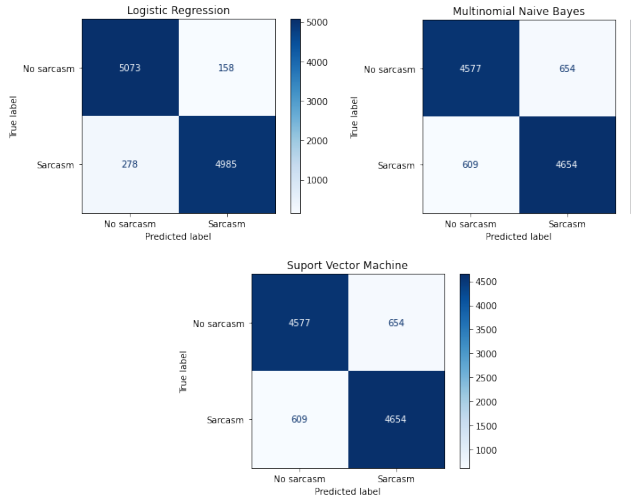 Logistic Regression
True label
No sarcasm
5073
158
Sarcasm
278
4985
No sarcasm
Sarcasm
Predicted label
5000
4000
3000
2000
1000
Multinomial Naive Bayes
True label
No sarcasm
4577
654
Sarcasm
609
4654
No sarcasm
Sarcasm
Predicted label
Suport Vector Machine
True label
No sarcasm
4577
654
Sarcasm
609
4654
No sarcasm
Sarcasm
Predicted label
4500
4000
3500
3000
2500
2000
1500
1000